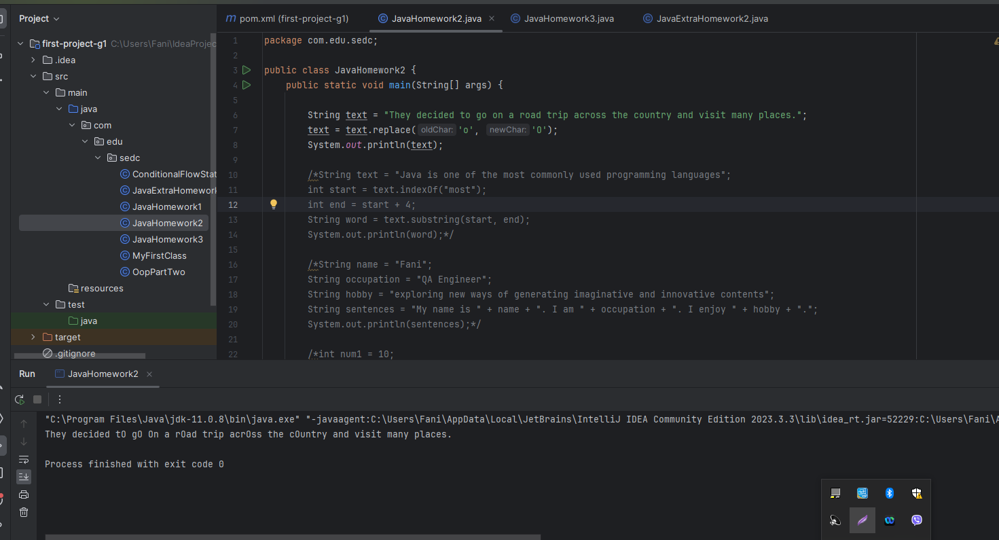 Project
pom.xml (first-project-g1)
JavaHomework2.java
JavaHomework3.java
JavaExtraHomework2.java
first-project-g1 C:\Users\Fani\IdeaProjec
.idea
src
main
java
com
edu
sedc
ConditionalFlowStat
JavaExtraHomework
JavaHomework1
JavaHomework2
JavaHomework3
MyFirstClass
OopPartTwo
resources
test
java
target
.gitignore
1 package com.edu.sedc;
2
3 public class JavaHomework2 {
4 public static void main(String[] args) {
5
6 String text = "They decided to go on a road trip across the country and visit many places.";
7 text = text.replace( oldChar: 'o', newChar: 'O');
8 System.out.println(text);
9
10 /*String text = "Java is one of the most commonly used programming languages";
11 int start = text.indexOf("most");
12 int end = start + 4;
13 String word = text.substring(start, end);
14 System.out.println(word);*/
15
16 /*String name = "Fani";
17 String occupation = "QA Engineer";
18 String hobby = "exploring new ways of generating imaginative and innovative contents";
19 String sentences = "My name is " + name + ". I am " + occupation + ". I enjoy " + hobby + ".";
20 System.out.println(sentences);*/
21
22 /*int num1 = 10;
Run
JavaHomework2
"C:\Program Files\Java\jdk-11.0.8\bin\java.exe" "-javaagent:C:\Users\Fani\AppData\Local\JetBrains\IntelliJ IDEA Community Edition 2023.3.3\lib\idea_rt.jar=52229:C:\Users\Fani\A
They decided tO gO On a rOad trip acrOss the cOuntry and visit many places.
Process finished with exit code 0